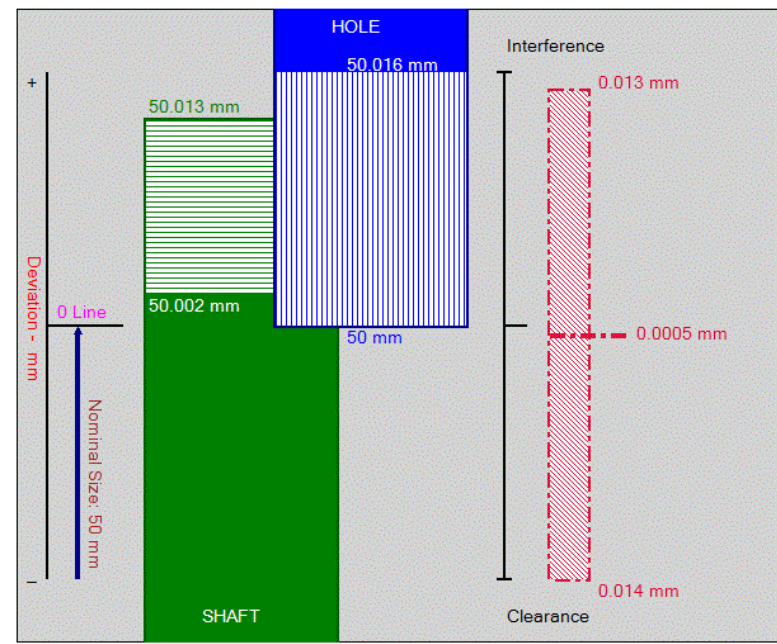 HOLE
Interference
50.016 mm
+
0.013 mm
50.013 mm
Deviation - mm
50.002 mm
0 Line
50 mm
0.0005 mm
Nominal Size: 50 mm
–
0.014 mm
SHAFT
Clearance